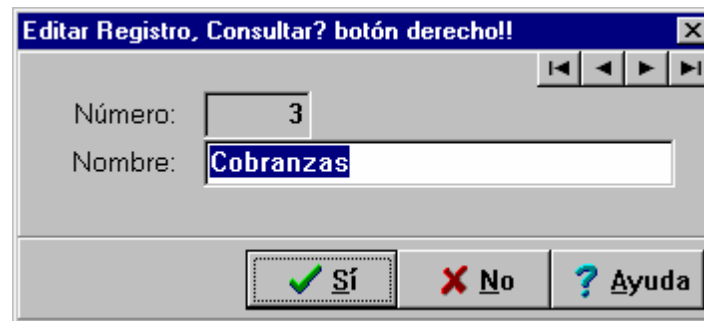 Editar Registro, Consultar? botón derecho!!
Número: 3
Nombre: Cobranzas
Sí No Ayuda